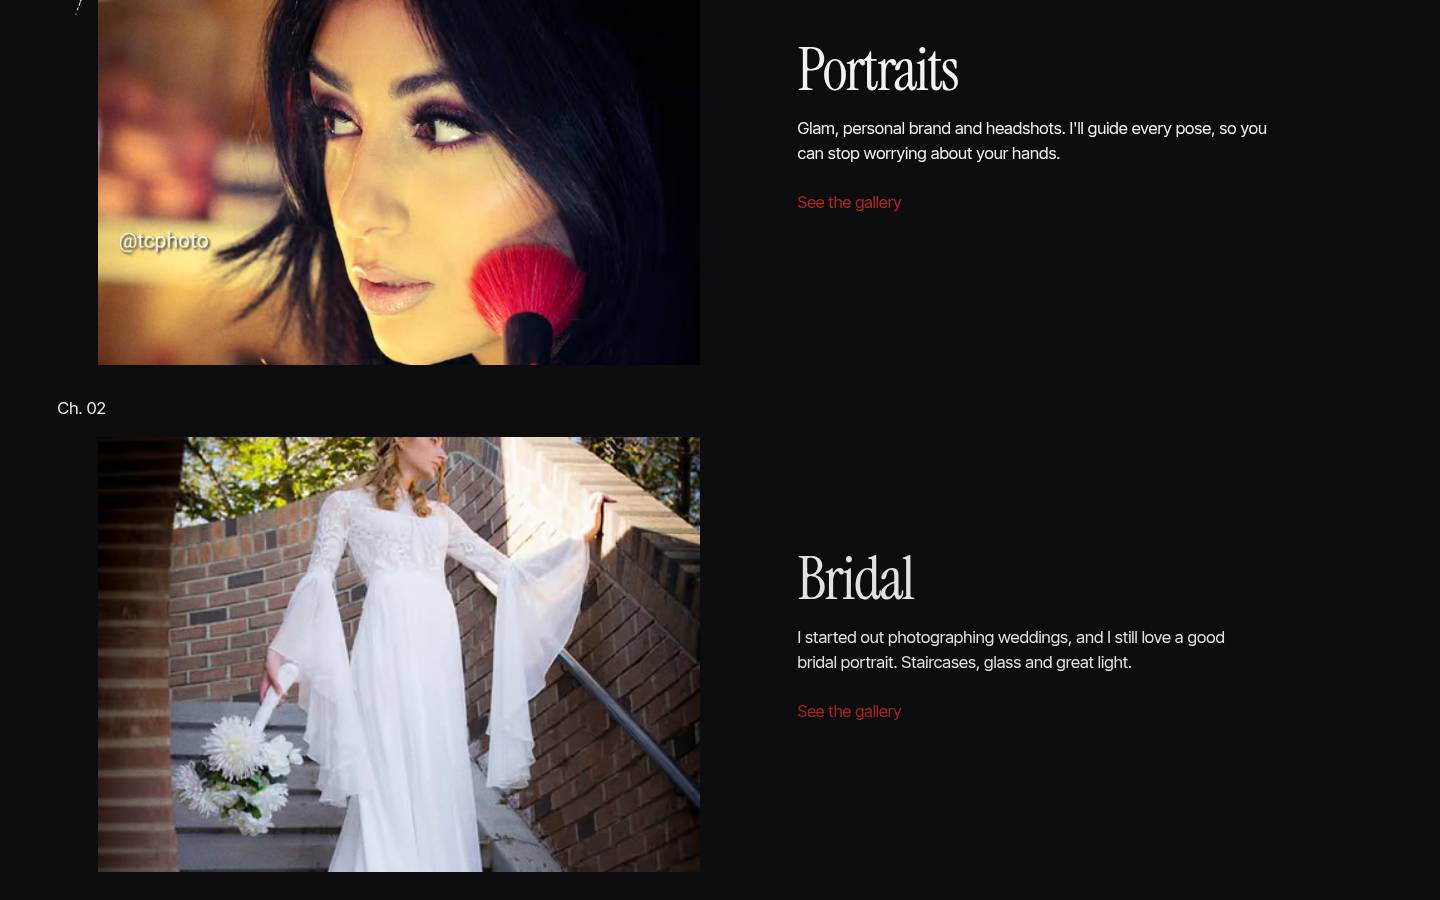 Portraits
Glam, personal brand and headshots. I'll guide every pose, so you
can stop worrying about your hands.
See the gallery
@tcphoto
Ch. 02
Bridal
I started out photographing weddings, and I still love a good
bridal portrait. Staircases, glass and great light.
See the gallery